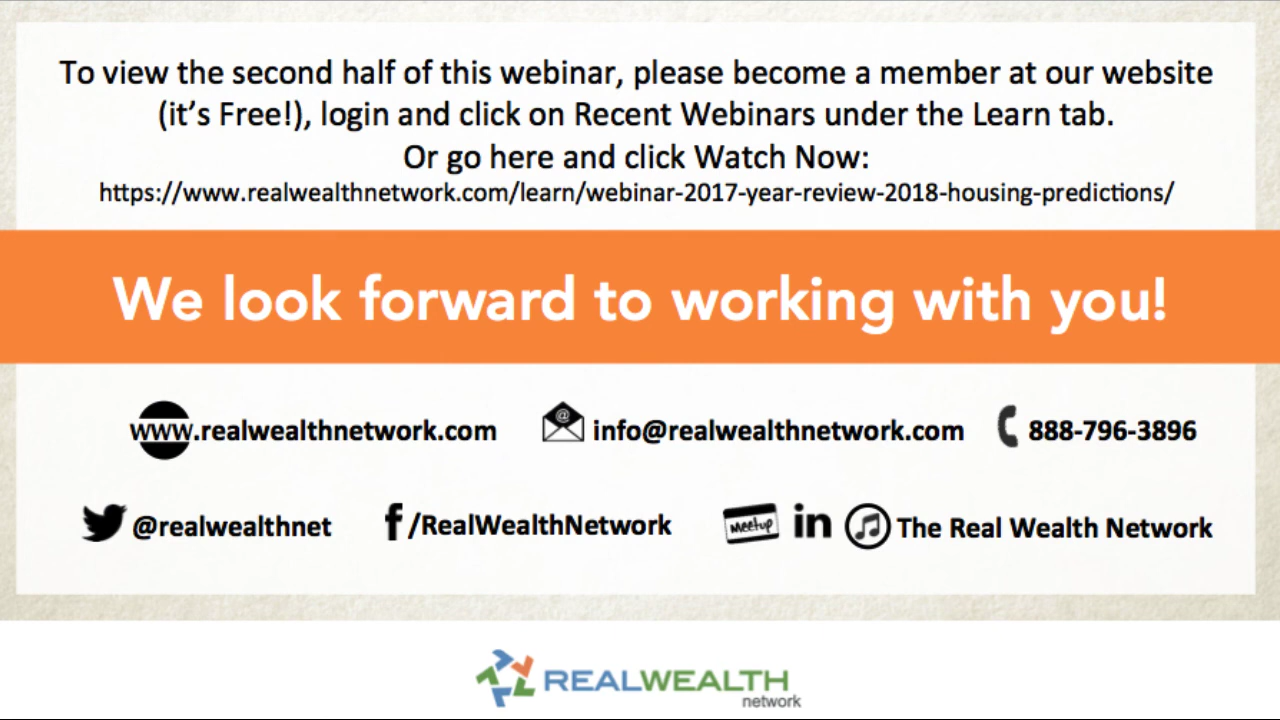 To view the second half of this webinar, please become a member at our website
(it's Free!), login and click on Recent Webinars under the Learn tab.
Or go here and click Watch Now:
https://www.realwealthnetwork.com/learn/webinar-2017-year-review-2018-housing-predictions/
We look forward to working with you!
www.realwealthnetwork.com @ info@realwealthnetwork.com 888-796-3896
@realwealthnet f /RealWealthNetwork meetup in The Real Wealth Network
REALWEALTH
network